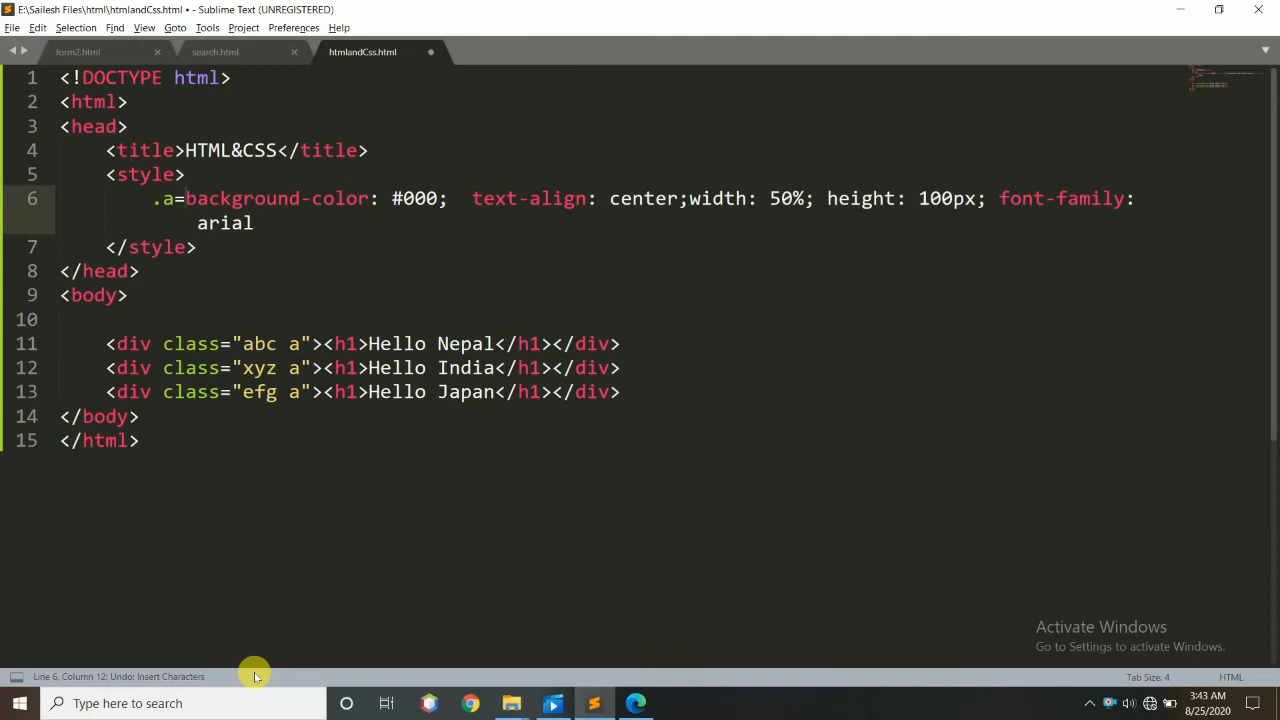 E:\Sailesh Files\html\htmlandCss.html • - Sublime Text (UNREGISTERED)
File Edit Selection Find View Goto Tools Project Preferences Help
form2.html search.html htmlandCss.html
1 <!DOCTYPE html>
2 <html>
3 <head>
4 <title>HTML&CSS</title>
5 <style>
6 .a=background-color: #000; text-align: center;width: 50%; height: 100px; font-family:
arial
7 </style>
8 </head>
9 <body>
10
11 <div class="abc a"><h1>Hello Nepal</h1></div>
12 <div class="xyz a"><h1>Hello India</h1></div>
13 <div class="efg a"><h1>Hello Japan</h1></div>
14 </body>
15 </html>
Activate Windows
Go to Settings to activate Windows.
Line 6, Column 12; Undo: Insert Characters Tab Size: 4 HTML
Type here to search 3:43 AM
8/25/2020